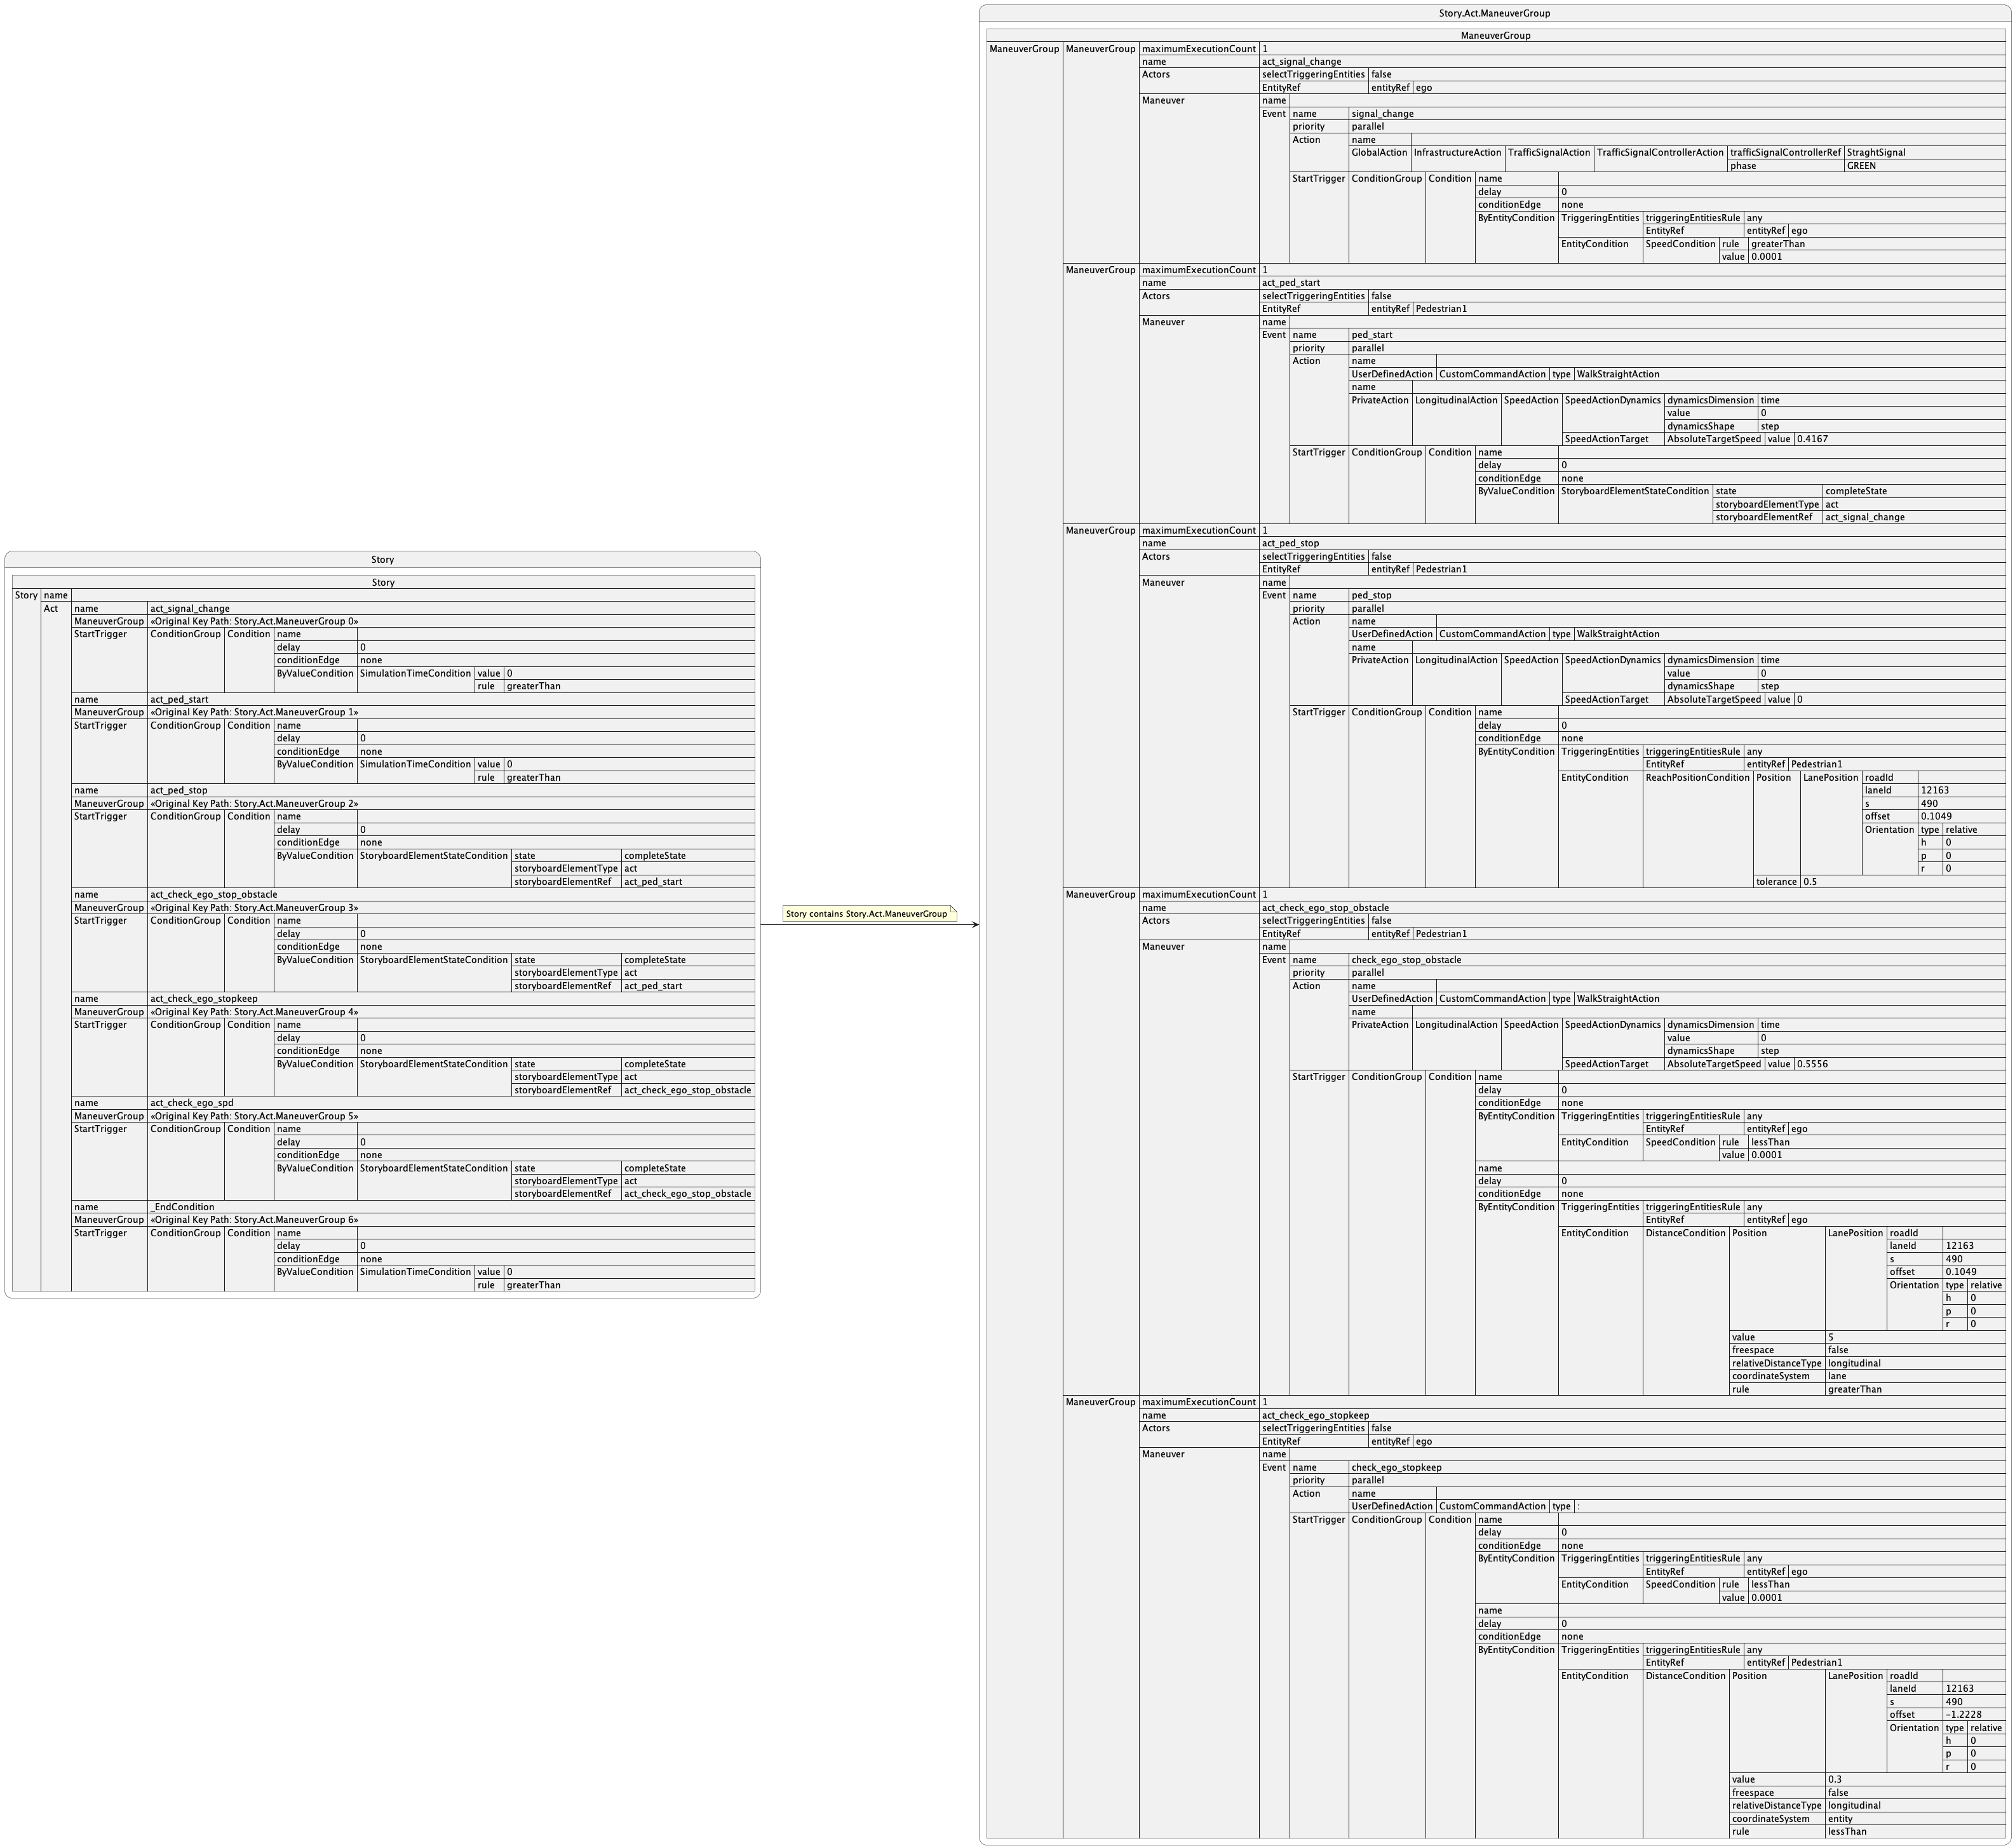 Story
Story
Story name
Act name act_signal_change
ManeuverGroup «Original Key Path: Story.Act.ManeuverGroup 0»
StartTrigger ConditionGroup Condition name
delay 0
conditionEdge none
ByValueCondition SimulationTimeCondition value 0
rule greaterThan
name act_ped_start
ManeuverGroup «Original Key Path: Story.Act.ManeuverGroup 1»
StartTrigger ConditionGroup Condition name
delay 0
conditionEdge none
ByValueCondition SimulationTimeCondition value 0
rule greaterThan
name act_ped_stop
ManeuverGroup «Original Key Path: Story.Act.ManeuverGroup 2»
StartTrigger ConditionGroup Condition name
delay 0
conditionEdge none
ByValueCondition StoryboardElementStateCondition state completeState
storyboardElementType act
storyboardElementRef act_ped_start
name act_check_ego_stop_obstacle
ManeuverGroup «Original Key Path: Story.Act.ManeuverGroup 3»
StartTrigger ConditionGroup Condition name
delay 0
conditionEdge none
ByValueCondition StoryboardElementStateCondition state completeState
storyboardElementType act
storyboardElementRef act_ped_start
name act_check_ego_stopkeep
ManeuverGroup «Original Key Path: Story.Act.ManeuverGroup 4»
StartTrigger ConditionGroup Condition name
delay 0
conditionEdge none
ByValueCondition StoryboardElementStateCondition state completeState
storyboardElementType act
storyboardElementRef act_check_ego_stop_obstacle
name act_check_ego_spd
ManeuverGroup «Original Key Path: Story.Act.ManeuverGroup 5»
StartTrigger ConditionGroup Condition name
delay 0
conditionEdge none
ByValueCondition StoryboardElementStateCondition state completeState
storyboardElementType act
storyboardElementRef act_check_ego_stop_obstacle
name _EndCondition
ManeuverGroup «Original Key Path: Story.Act.ManeuverGroup 6»
StartTrigger ConditionGroup Condition name
delay 0
conditionEdge none
ByValueCondition SimulationTimeCondition value 0
rule greaterThan
Story contains Story.Act.ManeuverGroup
Story.Act.ManeuverGroup
ManeuverGroup
ManeuverGroup ManeuverGroup maximumExecutionCount 1
name act_signal_change
Actors selectTriggeringEntities false
EntityRef entityRef ego
Maneuver name
Event name signal_change
priority parallel
Action name
GlobalAction InfrastructureAction TrafficSignalAction TrafficSignalControllerAction trafficSignalControllerRef StraghtSignal
phase GREEN
StartTrigger ConditionGroup Condition name
delay 0
conditionEdge none
ByEntityCondition TriggeringEntities triggeringEntitiesRule any
EntityRef entityRef ego
EntityCondition SpeedCondition rule greaterThan
value 0.0001
ManeuverGroup maximumExecutionCount 1
name act_ped_start
Actors selectTriggeringEntities false
EntityRef entityRef Pedestrian1
Maneuver name
Event name ped_start
priority parallel
Action name
UserDefinedAction CustomCommandAction type WalkStraightAction
name
PrivateAction LongitudinalAction SpeedAction SpeedActionDynamics dynamicsDimension time
value 0
dynamicsShape step
SpeedActionTarget AbsoluteTargetSpeed value 0.4167
StartTrigger ConditionGroup Condition name
delay 0
conditionEdge none
ByValueCondition StoryboardElementStateCondition state completeState
storyboardElementType act
storyboardElementRef act_signal_change
ManeuverGroup maximumExecutionCount 1
name act_ped_stop
Actors selectTriggeringEntities false
EntityRef entityRef Pedestrian1
Maneuver name
Event name ped_stop
priority parallel
Action name
UserDefinedAction CustomCommandAction type WalkStraightAction
name
PrivateAction LongitudinalAction SpeedAction SpeedActionDynamics dynamicsDimension time
value 0
dynamicsShape step
SpeedActionTarget AbsoluteTargetSpeed value 0
StartTrigger ConditionGroup Condition name
delay 0
conditionEdge none
ByEntityCondition TriggeringEntities triggeringEntitiesRule any
EntityRef entityRef Pedestrian1
EntityCondition ReachPositionCondition Position LanePosition roadId
laneId 12163
s 490
offset 0.1049
Orientation type relative
h 0
p 0
r 0
tolerance 0.5
ManeuverGroup maximumExecutionCount 1
name act_check_ego_stop_obstacle
Actors selectTriggeringEntities false
EntityRef entityRef Pedestrian1
Maneuver name
Event name check_ego_stop_obstacle
priority parallel
Action name
UserDefinedAction CustomCommandAction type WalkStraightAction
name
PrivateAction LongitudinalAction SpeedAction SpeedActionDynamics dynamicsDimension time
value 0
dynamicsShape step
SpeedActionTarget AbsoluteTargetSpeed value 0.5556
StartTrigger ConditionGroup Condition name
delay 0
conditionEdge none
ByEntityCondition TriggeringEntities triggeringEntitiesRule any
EntityRef entityRef ego
EntityCondition SpeedCondition rule lessThan
value 0.0001
name
delay 0
conditionEdge none
ByEntityCondition TriggeringEntities triggeringEntitiesRule any
EntityRef entityRef ego
EntityCondition DistanceCondition Position LanePosition roadId
laneId 12163
s 490
offset 0.1049
Orientation type relative
h 0
p 0
r 0
value 5
freespace false
relativeDistanceType longitudinal
coordinateSystem lane
rule greaterThan
ManeuverGroup maximumExecutionCount 1
name act_check_ego_stopkeep
Actors selectTriggeringEntities false
EntityRef entityRef ego
Maneuver name
Event name check_ego_stopkeep
priority parallel
Action name
UserDefinedAction CustomCommandAction type :
StartTrigger ConditionGroup Condition name
delay 0
conditionEdge none
ByEntityCondition TriggeringEntities triggeringEntitiesRule any
EntityRef entityRef ego
EntityCondition SpeedCondition rule lessThan
value 0.0001
name
delay 0
conditionEdge none
ByEntityCondition TriggeringEntities triggeringEntitiesRule any
EntityRef entityRef Pedestrian1
EntityCondition DistanceCondition Position LanePosition roadId
laneId 12163
s 490
offset -1.2228
Orientation type relative
h 0
p 0
r 0
value 0.3
freespace false
relativeDistanceType longitudinal
coordinateSystem entity
rule lessThan